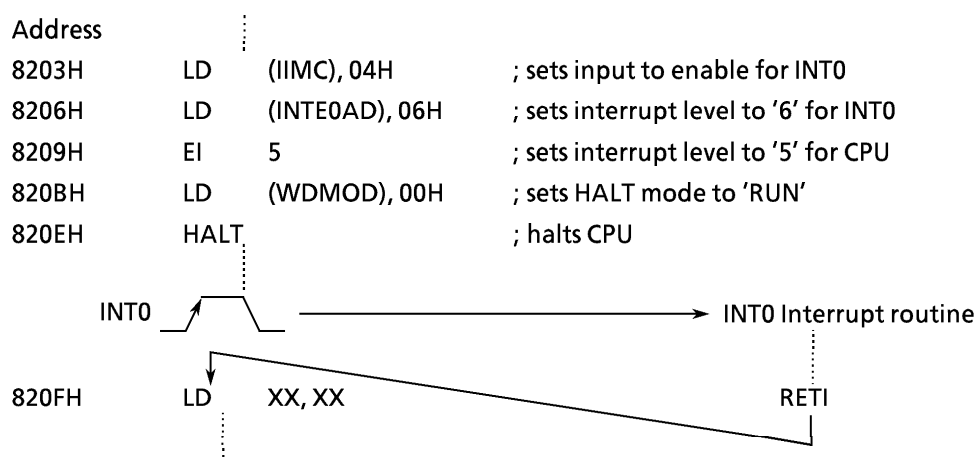 Address
8203H LD (IIMC), 04H ; sets input to enable for INT0
8206H LD (INTE0AD), 06H ; sets interrupt level to '6' for INT0
8209H EI 5 ; sets interrupt level to '5' for CPU
820BH LD (WDMOD), 00H ; sets HALT mode to 'RUN'
820EH HALT ; halts CPU
INT0 INT0 Interrupt routine
820FH LD XX, XX RETI